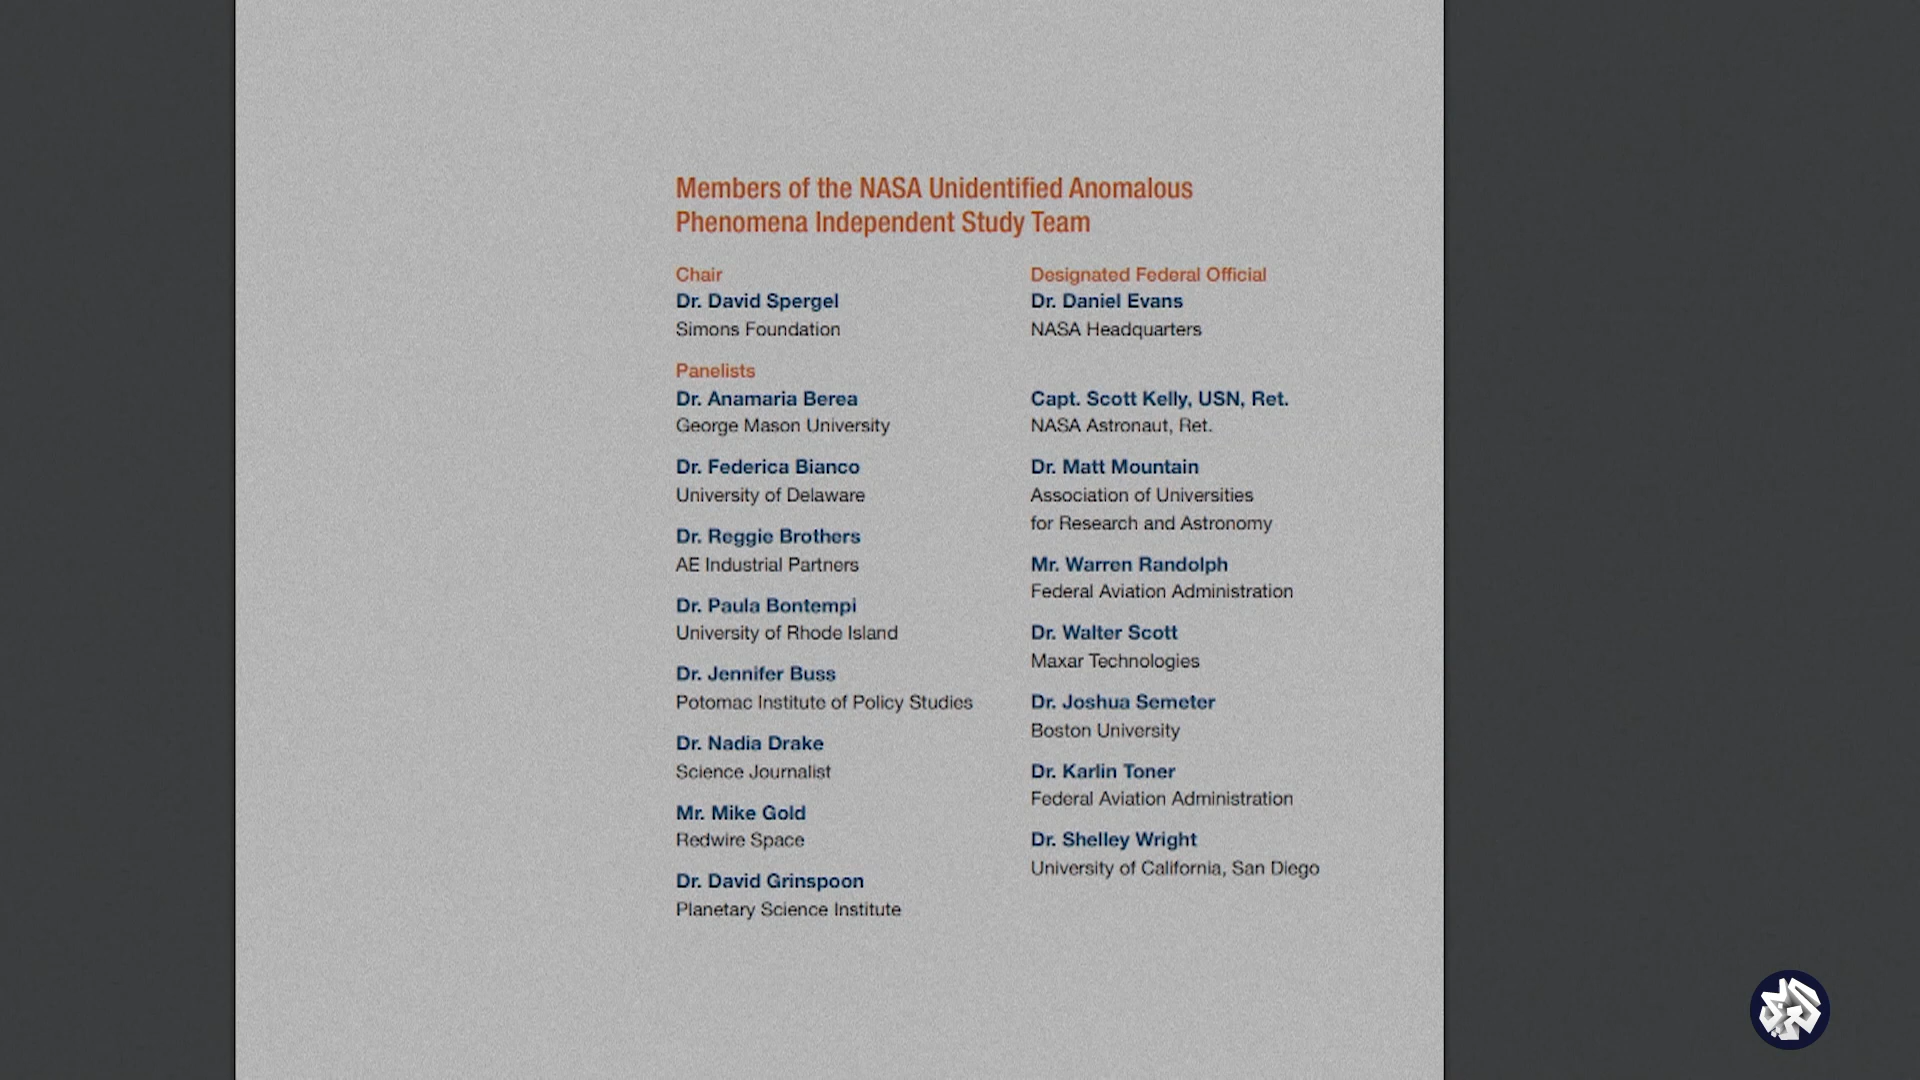 Members of the NASA Unidentified Anomalous
Phenomena Independent Study Team
Chair
Dr. David Spergel
Simons Foundation
Designated Federal Official
Dr. Daniel Evans
NASA Headquarters
Panelists
Dr. Anamaria Berea
George Mason University
Dr. Federica Bianco
University of Delaware
Dr. Reggie Brothers
AE Industrial Partners
Dr. Paula Bontempi
University of Rhode Island
Dr. Jennifer Buss
Potomac Institute of Policy Studies
Dr. Nadia Drake
Science Journalist
Mr. Mike Gold
Redwire Space
Dr. David Grinspoon
Planetary Science Institute
Capt. Scott Kelly, USN, Ret.
NASA Astronaut, Ret.
Dr. Matt Mountain
Association of Universities
for Research and Astronomy
Mr. Warren Randolph
Federal Aviation Administration
Dr. Walter Scott
Maxar Technologies
Dr. Joshua Semeter
Boston University
Dr. Karlin Toner
Federal Aviation Administration
Dr. Shelley Wright
University of California, San Diego